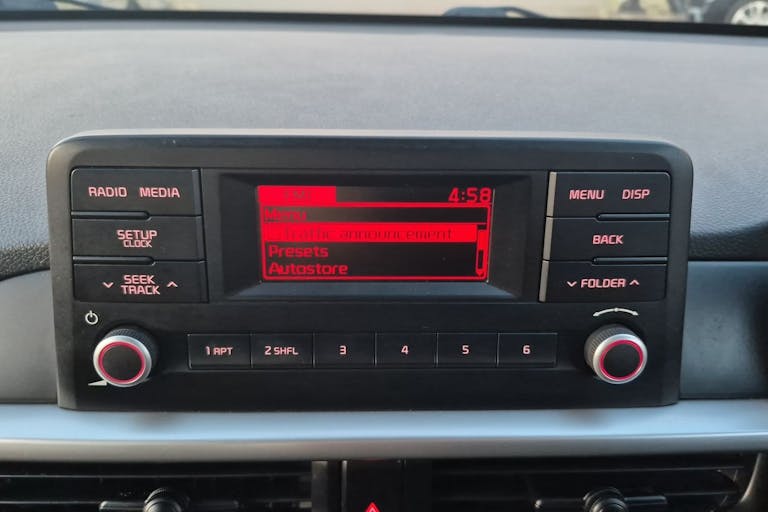 RADIO MEDIA
SETUP
CLOCK
SEEK
TRACK
4:58
Menu
Traffic announcement
Presets
Autostore
MENU DISP
BACK
FOLDER
1 RPT
2 SHFL
3
4
5
6